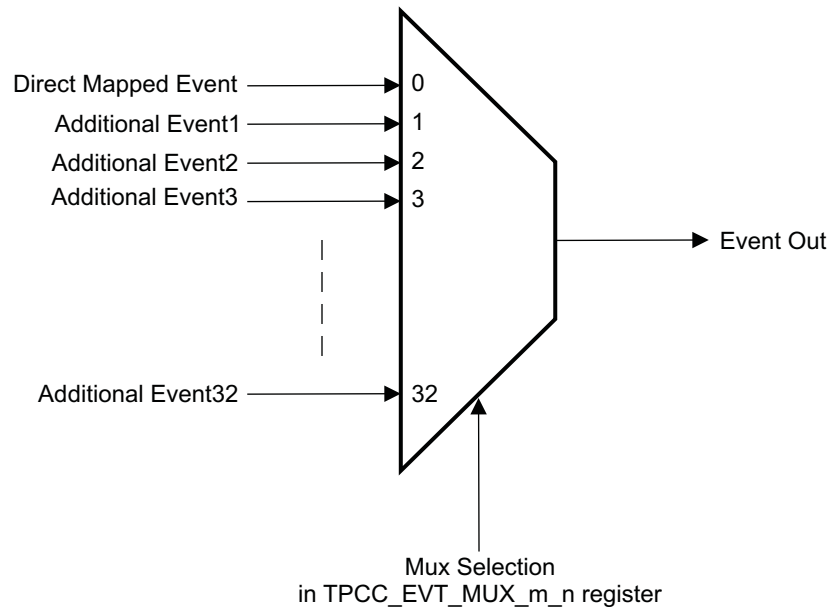 Direct Mapped Event 0
Additional Event1 1
Additional Event2 2
Additional Event3 3
Event Out
Additional Event32 32
Mux Selection
in TPCC_EVT_MUX_m_n register